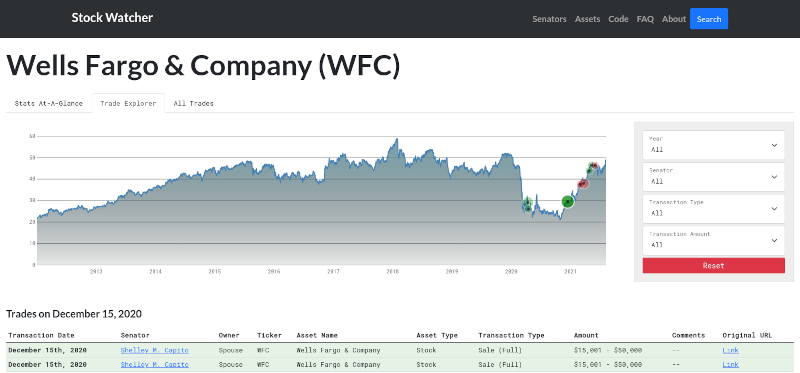 Stock Watcher
Senators Assets Code FAQ About Search
Wells Fargo & Company (WFC)
Stats At-A-Glance Trade Explorer All Trades
60
50
40
30
20
10
0
2013 2014 2015 2016 2017 2018 2019 2020 2021
Year
All
Senator
All
Transaction Type
All
Transaction Amount
All
Reset
Trades on December 15, 2020
Transaction Date Senator Owner Ticker Asset Name Asset Type Transaction Type Amount Comments Original URL
December 15th, 2020 Shelley M. Capito Spouse WFC Wells Fargo & Company Stock Sale (Full) $15,001 - $50,000 -- Link
December 15th, 2020 Shelley M. Capito Spouse WFC Wells Fargo & Company Stock Sale (Full) $15,001 - $50,000 -- Link